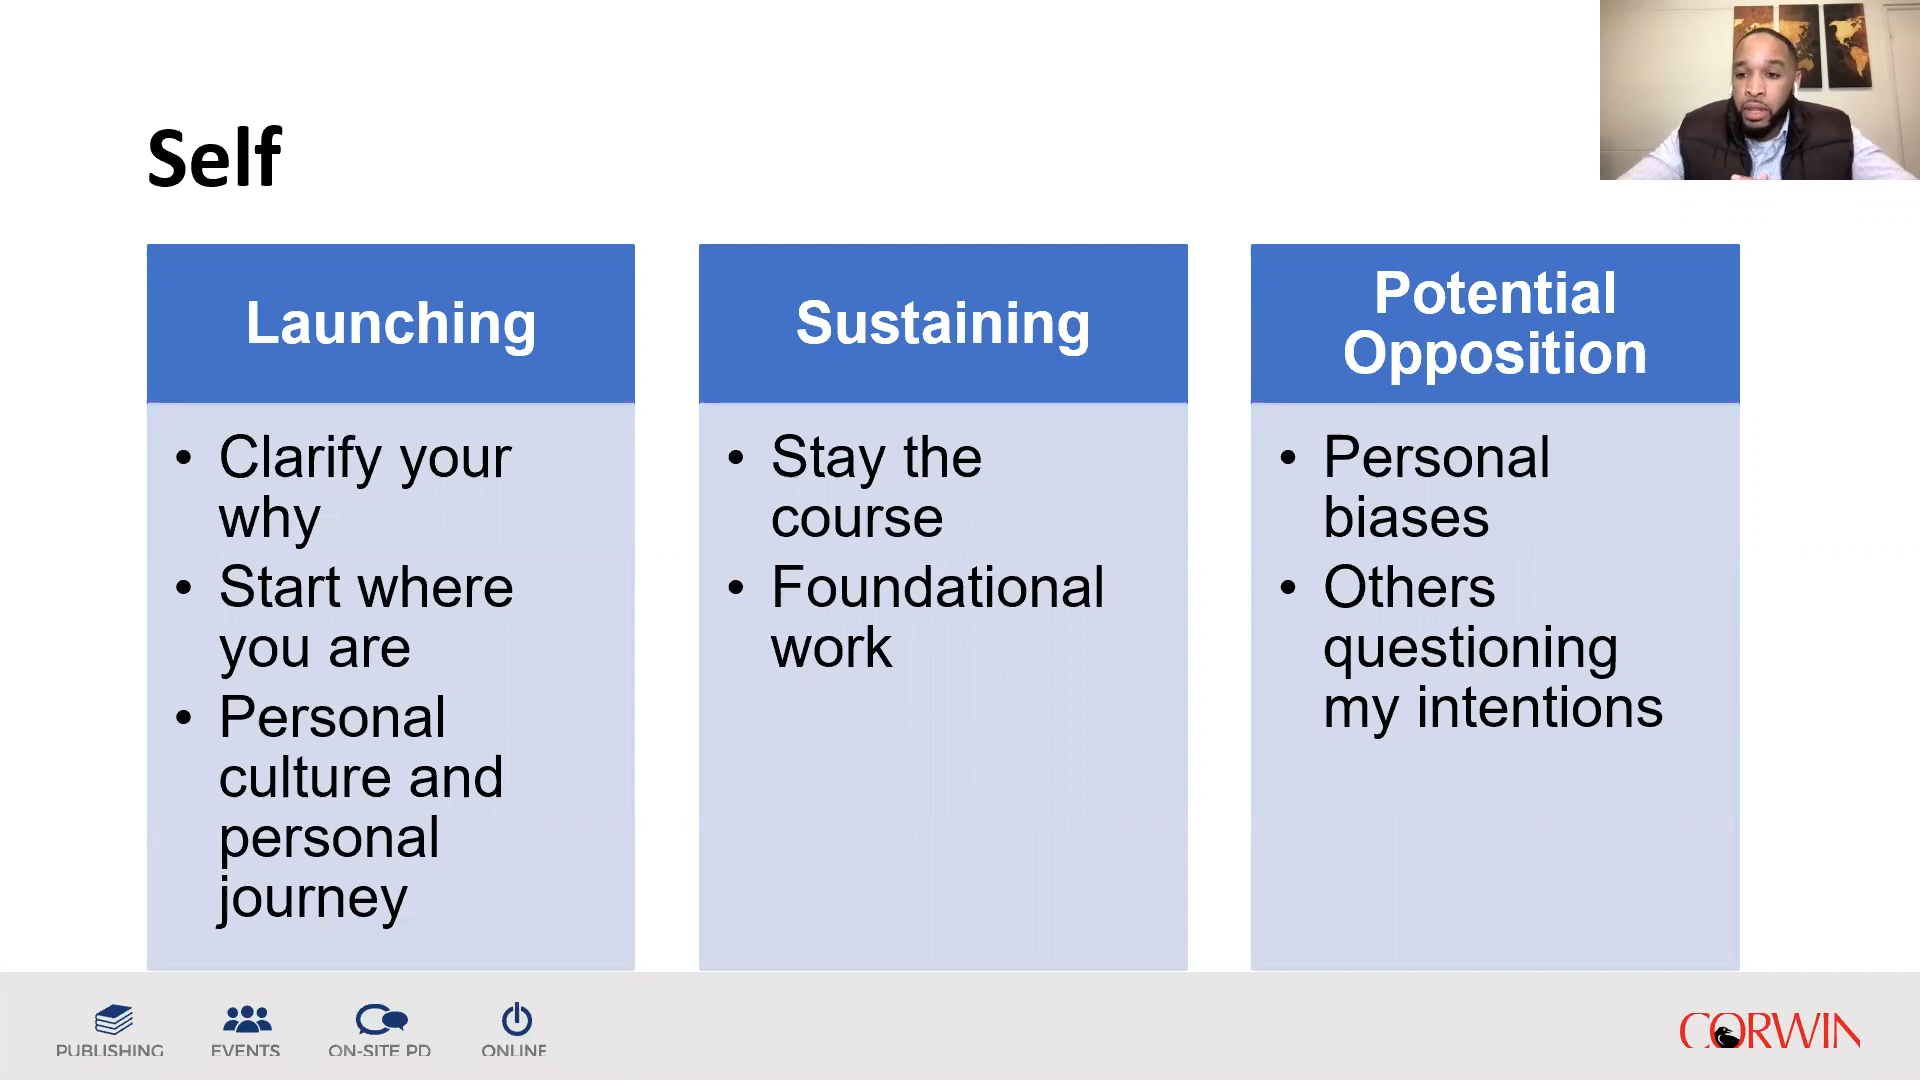 Self
Launching
• Clarify your
why
• Start where
you are
• Personal
culture and
personal
journey
Sustaining
• Stay the
course
• Foundational
work
Potential
Opposition
• Personal
biases
• Others
questioning
my intentions
PUBLISHING
EVENTS
ON-SITE PD
ONLINE
CORWIN